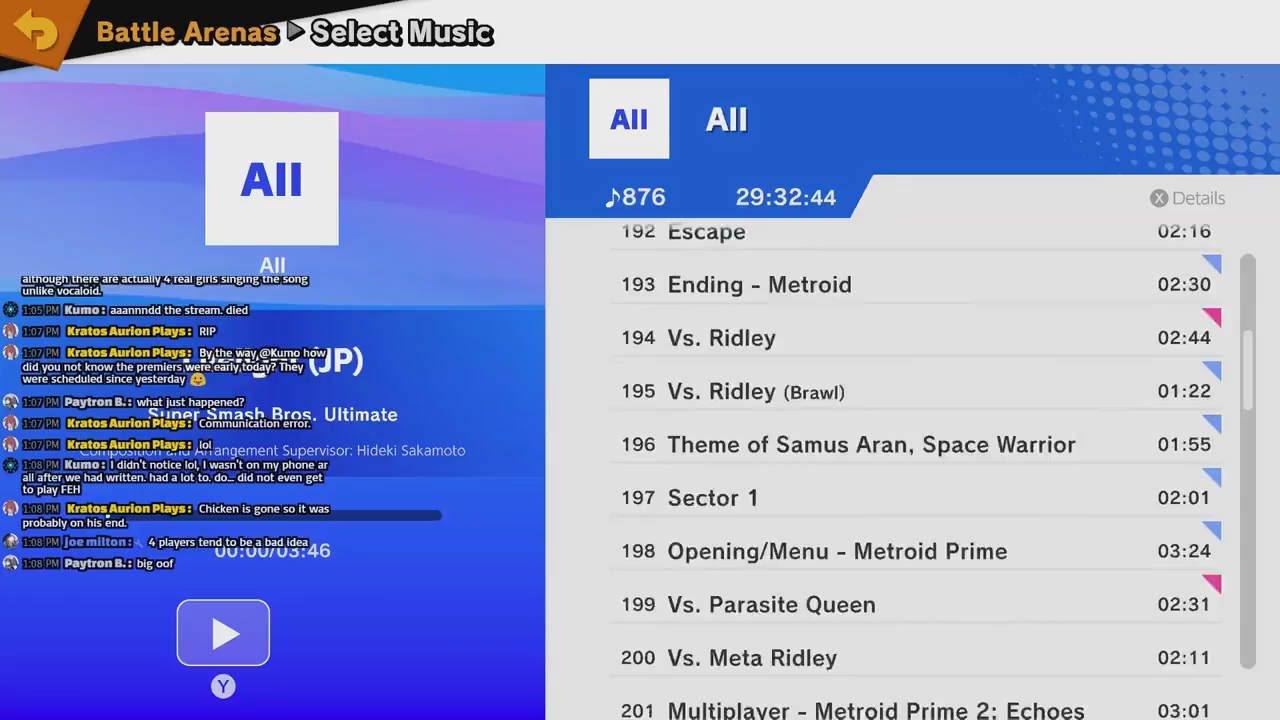 Battle Arenas ▶ Select Music
All
All
All
All
♪876
29:32:44
X Details
192 Escape 02:16
193 Ending - Metroid 02:30
194 Vs. Ridley 02:44
195 Vs. Ridley (Brawl) 01:22
196 Theme of Samus Aran, Space Warrior 01:55
197 Sector 1 02:01
198 Opening/Menu - Metroid Prime 03:24
199 Vs. Parasite Queen 02:31
200 Vs. Meta Ridley 02:11
201 Multiplayer - Metroid Prime 2: Echoes 03:01
although there are actually 4 real girls singing the song
unlike vocaloid.
1:05 PM Kumo: aaannndd the stream. died
1:07 PM Kratos Aurion Plays: RIP
1:07 PM Kratos Aurion Plays: By the way @Kumo how
did you not know the premiers were early today? They
were scheduled since yesterday
(JP)
1:07 PM Paytron B.: what just happened?
Super Smash Bros. Ultimate
1:07 PM Kratos Aurion Plays: Communication error.
1:07 PM Kratos Aurion Plays: lol
and Arrangement Supervisor: Hideki Sakamoto
1:08 PM Kumo: I didn't notice lol, I wasn't on my phone ar
all after we had written. had a lot to. do... did not even get
to play FEH
1:08 PM Kratos Aurion Plays: Chicken is gone so it was
probably on his end.
1:08 PM joe milton: 4 players tend to be a bad idea
00:00/03:46
1:08 PM Paytron B.: big oof
Y